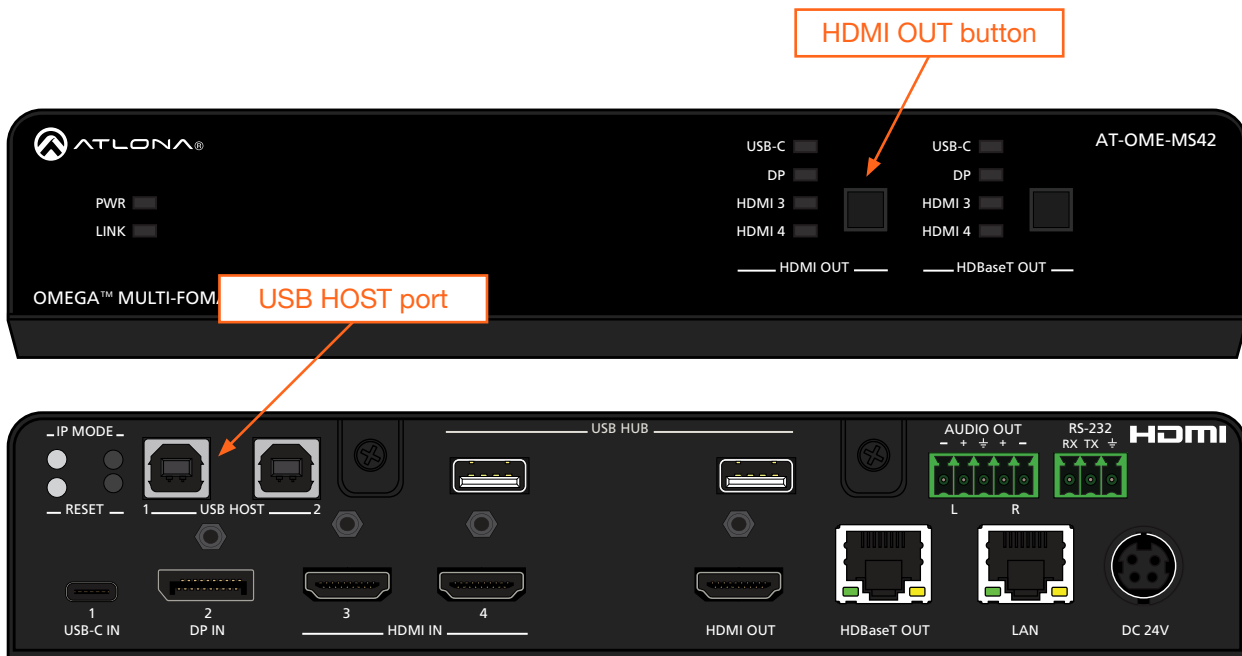 HDMI OUT button
ATLONA®
AT-OME-MS42
USB-C
DP
HDMI 3
HDMI 4
HDMI OUT
USB-C
DP
HDMI 3
HDMI 4
HDBaseT OUT
PWR
LINK
OMEGA™ MULTI-FOM
USB HOST port
IP MODE
RESET
1 USB HOST 2
USB HUB
AUDIO OUT
- + ⏚ + -
L R
RS-232
RX TX ⏚
HDMI
1
USB-C IN
2
DP IN
3 4
HDMI IN
HDMI OUT
HDBaseT OUT
LAN
DC 24V